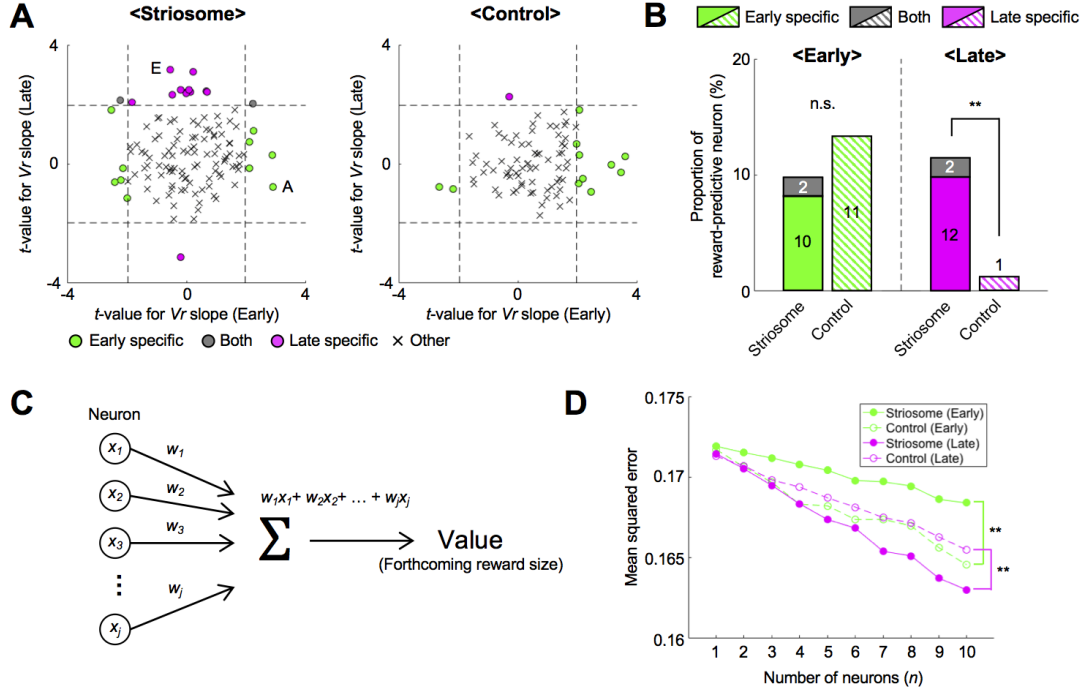 A
<Striosome>
<Control>
4
0
-4
t-value for Vr slope (Late)
E
A
-4
0
4
t-value for Vr slope (Early)
4
0
-4
t-value for Vr slope (Late)
-4
0
4
t-value for Vr slope (Early)
Early specific
Both
Late specific
Other
B
Early specific
Both
Late specific
<Early>
<Late>
20
10
0
Proportion of
reward-predictive neuron (%)
n.s.
**
2
10
11
2
12
1
Striosome
Control
Striosome
Control
C
Neuron
x1
x2
x3
xj
w1
w2
w3
wj
w1x1+ w2x2+ … + wjxj
Σ
Value
(Forthcoming reward size)
D
0.175
0.17
0.1655
0.16
Mean squared error
Striosome (Early)
Control (Early)
Striosome (Late)
Control (Late)
**
**
1 2 3 4 5 6 7 8 9 10
Number of neurons (n)